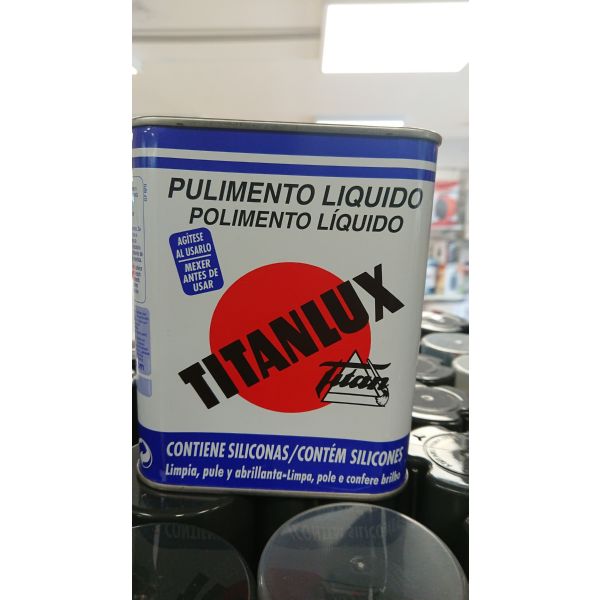 PULIMENTO LIQUIDO
POLIMENTO LÍQUIDO
AGÍTESE
AL USARLO
MEXER
ANTES DE
USAR
TITANLUX
Titan
CONTIENE SILICONAS/CONTÉM SILICONES
Limpia, pule y abrillanta-Limpa, pole e confere brilho